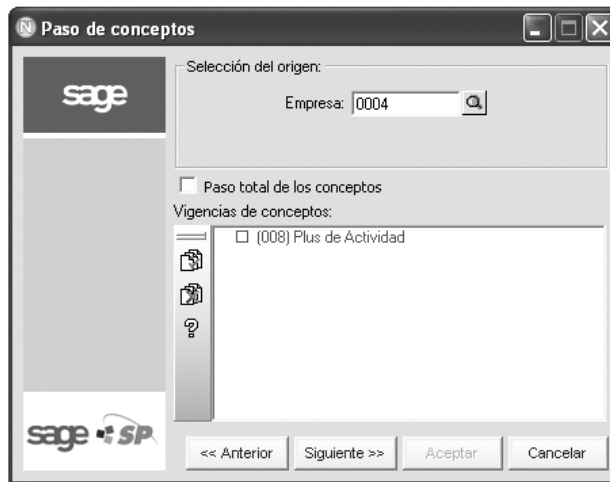 Paso de conceptos
sage
Selección del origen:
Empresa: 0004
Paso total de los conceptos
Vigencias de conceptos:
(008) Plus de Actividad
sage SP
<< Anterior
Siguiente >>
Aceptar
Cancelar